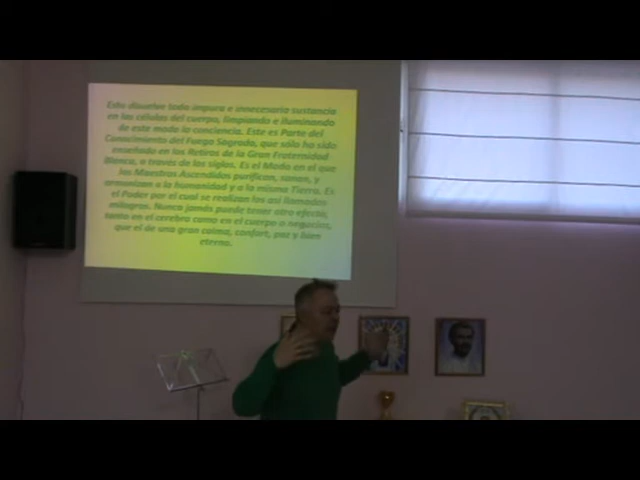 Esto disuelve toda impura e innecesaria sustancia
en las células del cuerpo, limpiando e iluminando
de este modo la conciencia. Este es Parte del
Conocimiento del Fuego Sagrado, que sólo ha sido
enseñado en los Retiros de la Gran Fraternidad
Blanca, a través de los siglos. Es el Modo en el que
los Maestros Ascendidos purifican, sanan, y
armonizan a la humanidad y a la misma Tierra. Es
el Poder por el cual se realizan los así llamados
milagros. Nunca jamás puede tener otro efecto,
tanto en el cerebro como en el cuerpo o negocios,
que el de una gran calma, confort, paz y bien
eterno.